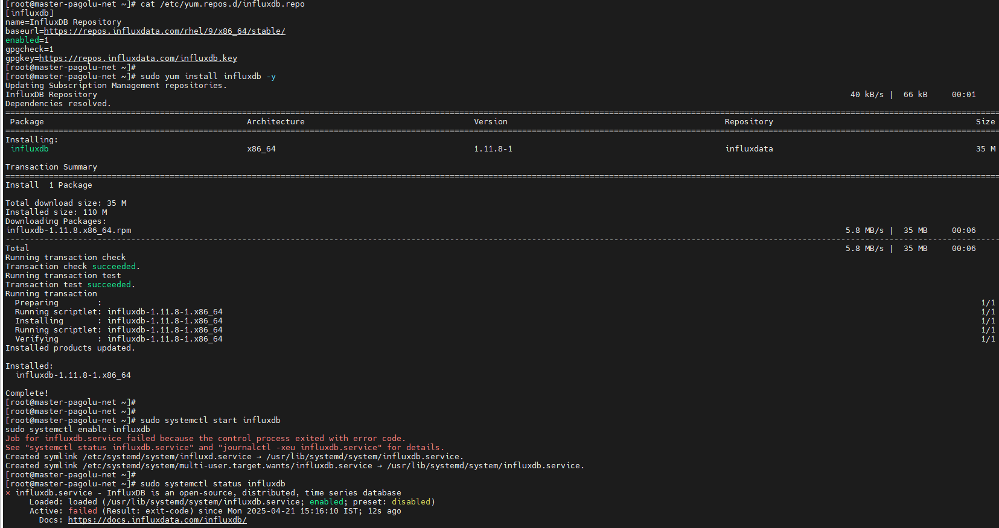 [root@master-pagolu-net ~]# cat /etc/yum.repos.d/influxdb.repo
[influxdb]
name=InfluxDB Repository
baseurl=https://repos.influxdata.com/rhel/9/x86_64/stable/
enabled=1
gpgcheck=1
gpgkey=https://repos.influxdata.com/influxdb.key
[root@master-pagolu-net ~]#
[root@master-pagolu-net ~]# sudo yum install influxdb -y
Updating Subscription Management repositories.
InfluxDB Repository 40 kB/s | 66 kB 00:01
Dependencies resolved.
Package Architecture Version Repository Size
Installing:
influxdb x86_64 1.11.8-1 influxdata 35 M
Transaction Summary
Install 1 Package
Total download size: 35 M
Installed size: 110 M
Downloading Packages:
influxdb-1.11.8.x86_64.rpm 5.8 MB/s | 35 MB 00:06
Total 5.8 MB/s | 35 MB 00:06
Running transaction check
Transaction check succeeded.
Running transaction test
Transaction test succeeded.
Running transaction
Preparing : 1/1
Running scriptlet: influxdb-1.11.8-1.x86_64 1/1
Installing : influxdb-1.11.8-1.x86_64 1/1
Running scriptlet: influxdb-1.11.8-1.x86_64 1/1
Verifying : influxdb-1.11.8-1.x86_64 1/1
Installed products updated.
Installed:
influxdb-1.11.8-1.x86_64
Complete!
[root@master-pagolu-net ~]#
[root@master-pagolu-net ~]#
[root@master-pagolu-net ~]# sudo systemctl start influxdb
sudo systemctl enable influxdb
Job for influxdb.service failed because the control process exited with error code.
See "systemctl status influxdb.service" and "journalctl -xeu influxdb.service" for details.
Created symlink /etc/systemd/system/influxd.service → /usr/lib/systemd/system/influxdb.service.
Created symlink /etc/systemd/system/multi-user.target.wants/influxdb.service → /usr/lib/systemd/system/influxdb.service.
[root@master-pagolu-net ~]#
[root@master-pagolu-net ~]# sudo systemctl status influxdb
× influxdb.service - InfluxDB is an open-source, distributed, time series database
Loaded: loaded (/usr/lib/systemd/system/influxdb.service; enabled; preset: disabled)
Active: failed (Result: exit-code) since Mon 2025-04-21 15:16:10 IST; 12s ago
Docs: https://docs.influxdata.com/influxdb/